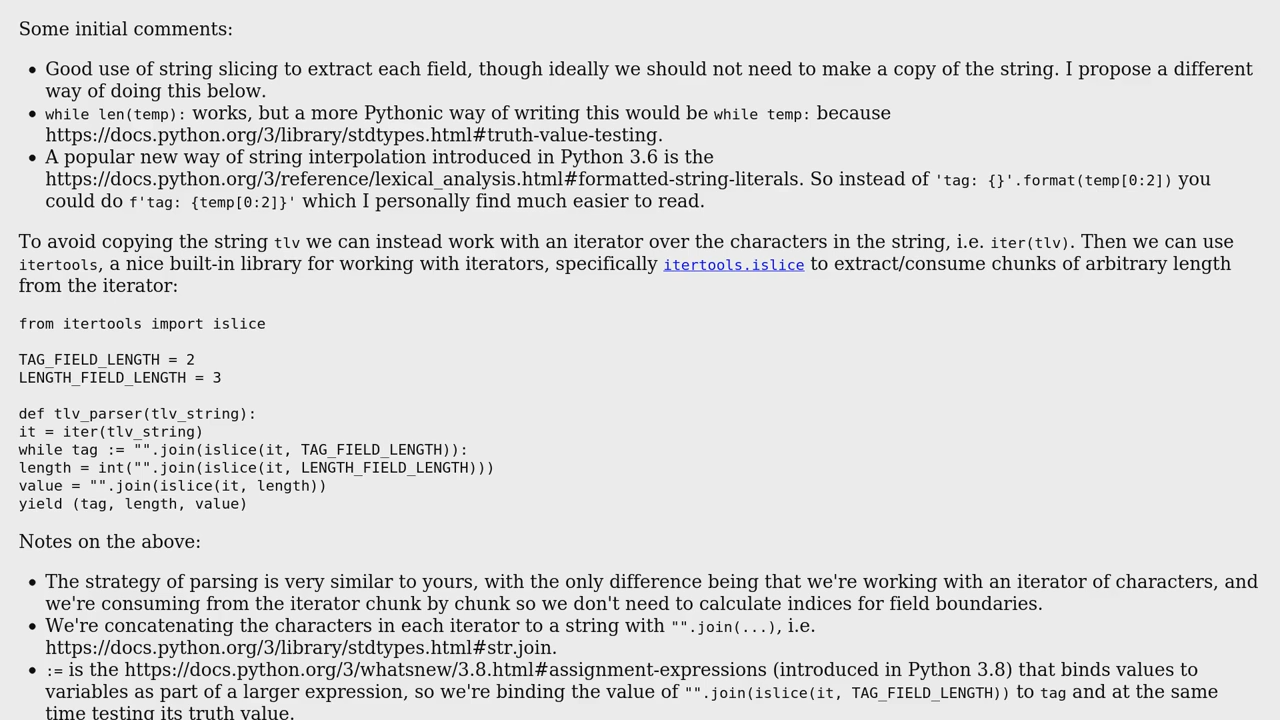 Some initial comments:
Good use of string slicing to extract each field, though ideally we should not need to make a copy of the string. I propose a different
way of doing this below.
while len(temp): works, but a more Pythonic way of writing this would be while temp: because
https://docs.python.org/3/library/stdtypes.html#truth-value-testing.
A popular new way of string interpolation introduced in Python 3.6 is the
https://docs.python.org/3/reference/lexical_analysis.html#formatted-string-literals. So instead of 'tag: {}'.format(temp[0:2]) you
could do f'tag: {temp[0:2]}' which I personally find much easier to read.
To avoid copying the string tlv we can instead work with an iterator over the characters in the string, i.e. iter(tlv). Then we can use
itertools, a nice built-in library for working with iterators, specifically itertools.islice to extract/consume chunks of arbitrary length
from the iterator:
from itertools import islice
TAG_FIELD_LENGTH = 2
LENGTH_FIELD_LENGTH = 3
def tlv_parser(tlv_string):
it = iter(tlv_string)
while tag := "".join(islice(it, TAG_FIELD_LENGTH)):
length = int("".join(islice(it, LENGTH_FIELD_LENGTH)))
value = "".join(islice(it, length))
yield (tag, length, value)
Notes on the above:
The strategy of parsing is very similar to yours, with the only difference being that we're working with an iterator of characters, and
we're consuming from the iterator chunk by chunk so we don't need to calculate indices for field boundaries.
We're concatenating the characters in each iterator to a string with "".join(...), i.e.
https://docs.python.org/3/library/stdtypes.html#str.join.
:= is the https://docs.python.org/3/whatsnew/3.8.html#assignment-expressions (introduced in Python 3.8) that binds values to
variables as part of a larger expression, so we're binding the value of "".join(islice(it, TAG_FIELD_LENGTH)) to tag and at the same
time testing its truth value.